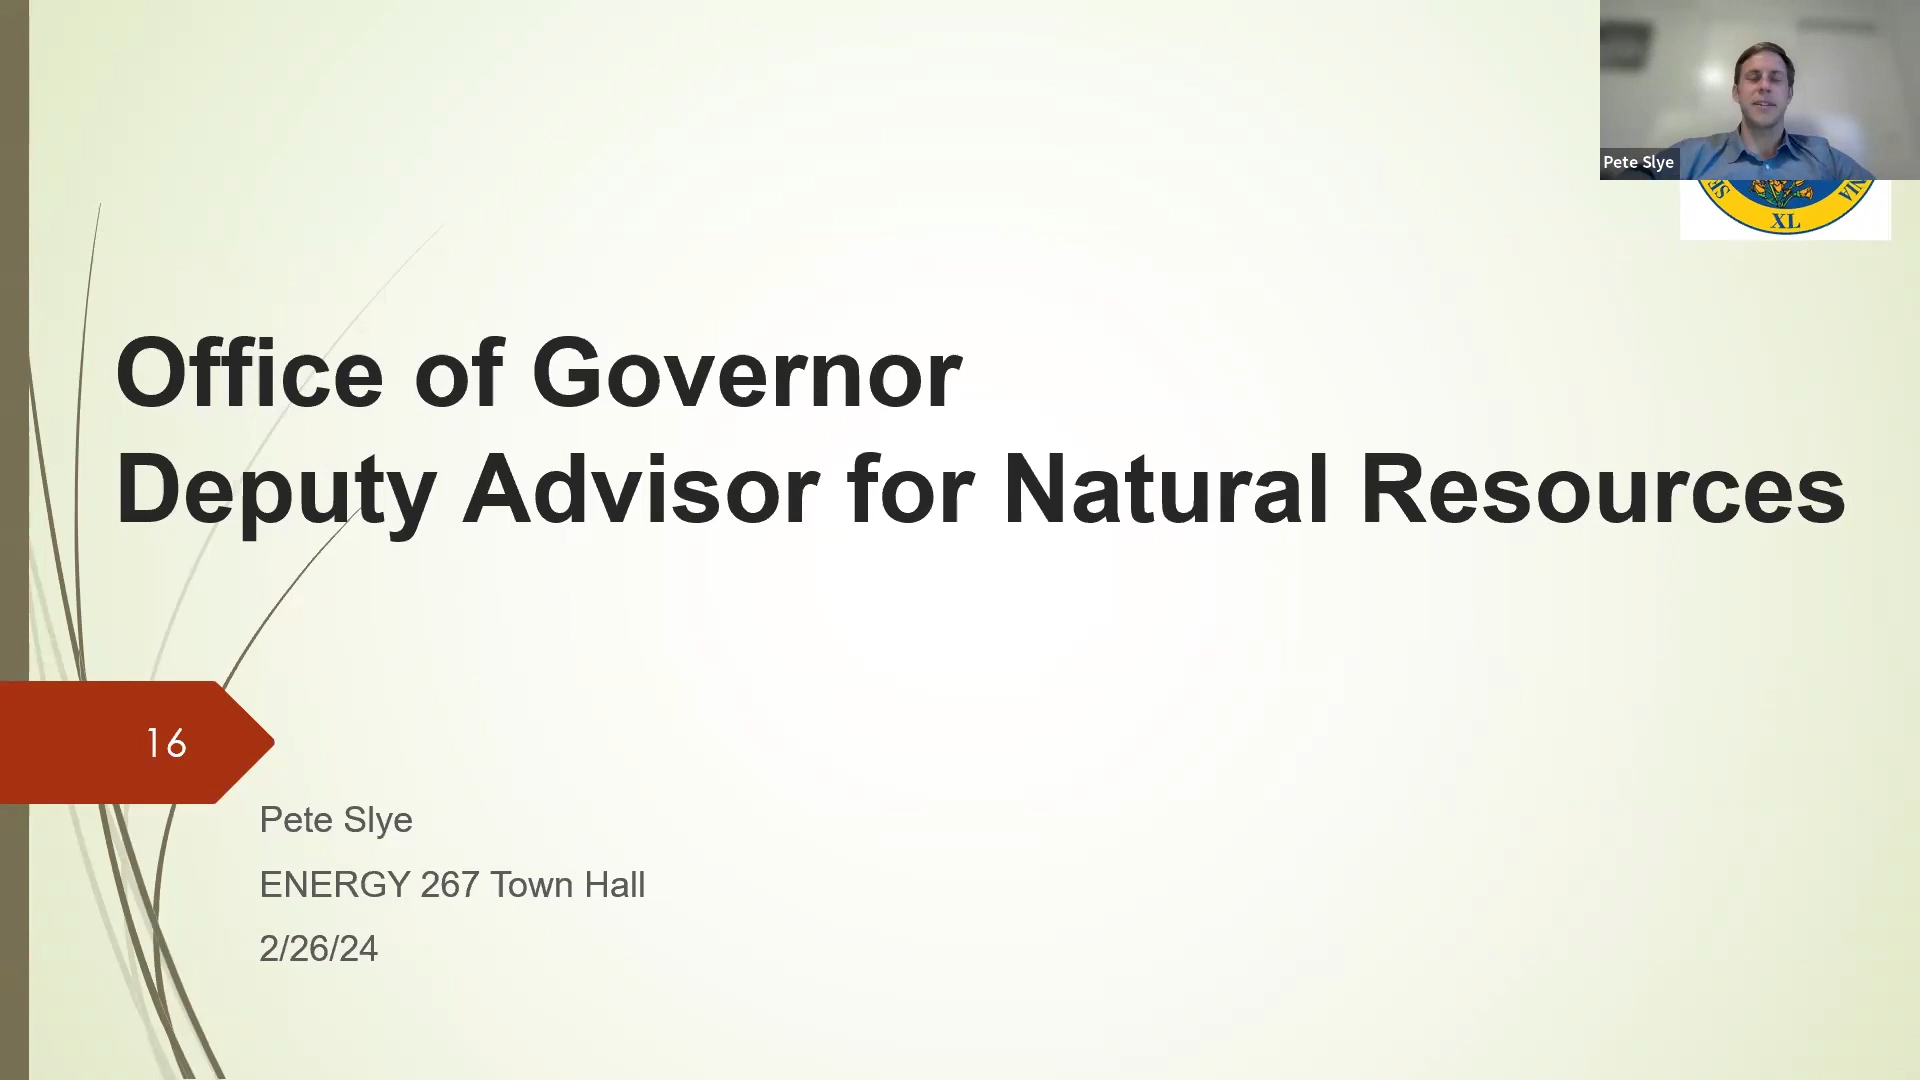 Pete Slye
XL
Office of Governor
Deputy Advisor for Natural Resources
16
Pete Slye
ENERGY 267 Town Hall
2/26/24